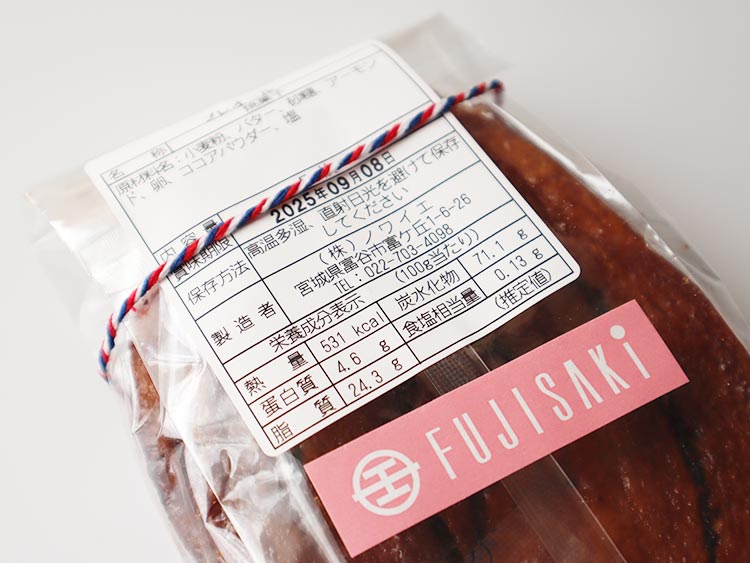 名　称
原材料名：小麦粉、バター、砂糖、アーモン
ド、卵、ココアパウダー、塩
内 容 量
賞味期限 2025年09月08日
保存方法 高温多湿、直射日光を避けて保存
してください
製 造 者 (株)ノワイエ
宮城県富谷市富ケ丘1-6-26
TEL：022-703-4098
栄養成分表示 (100g当たり)
熱 量 531 kcal 炭水化物 71.1 g
蛋白質 4.6 g 食塩相当量 0.13 g
脂 質 24.3 g (推定値)
FUJISAKI